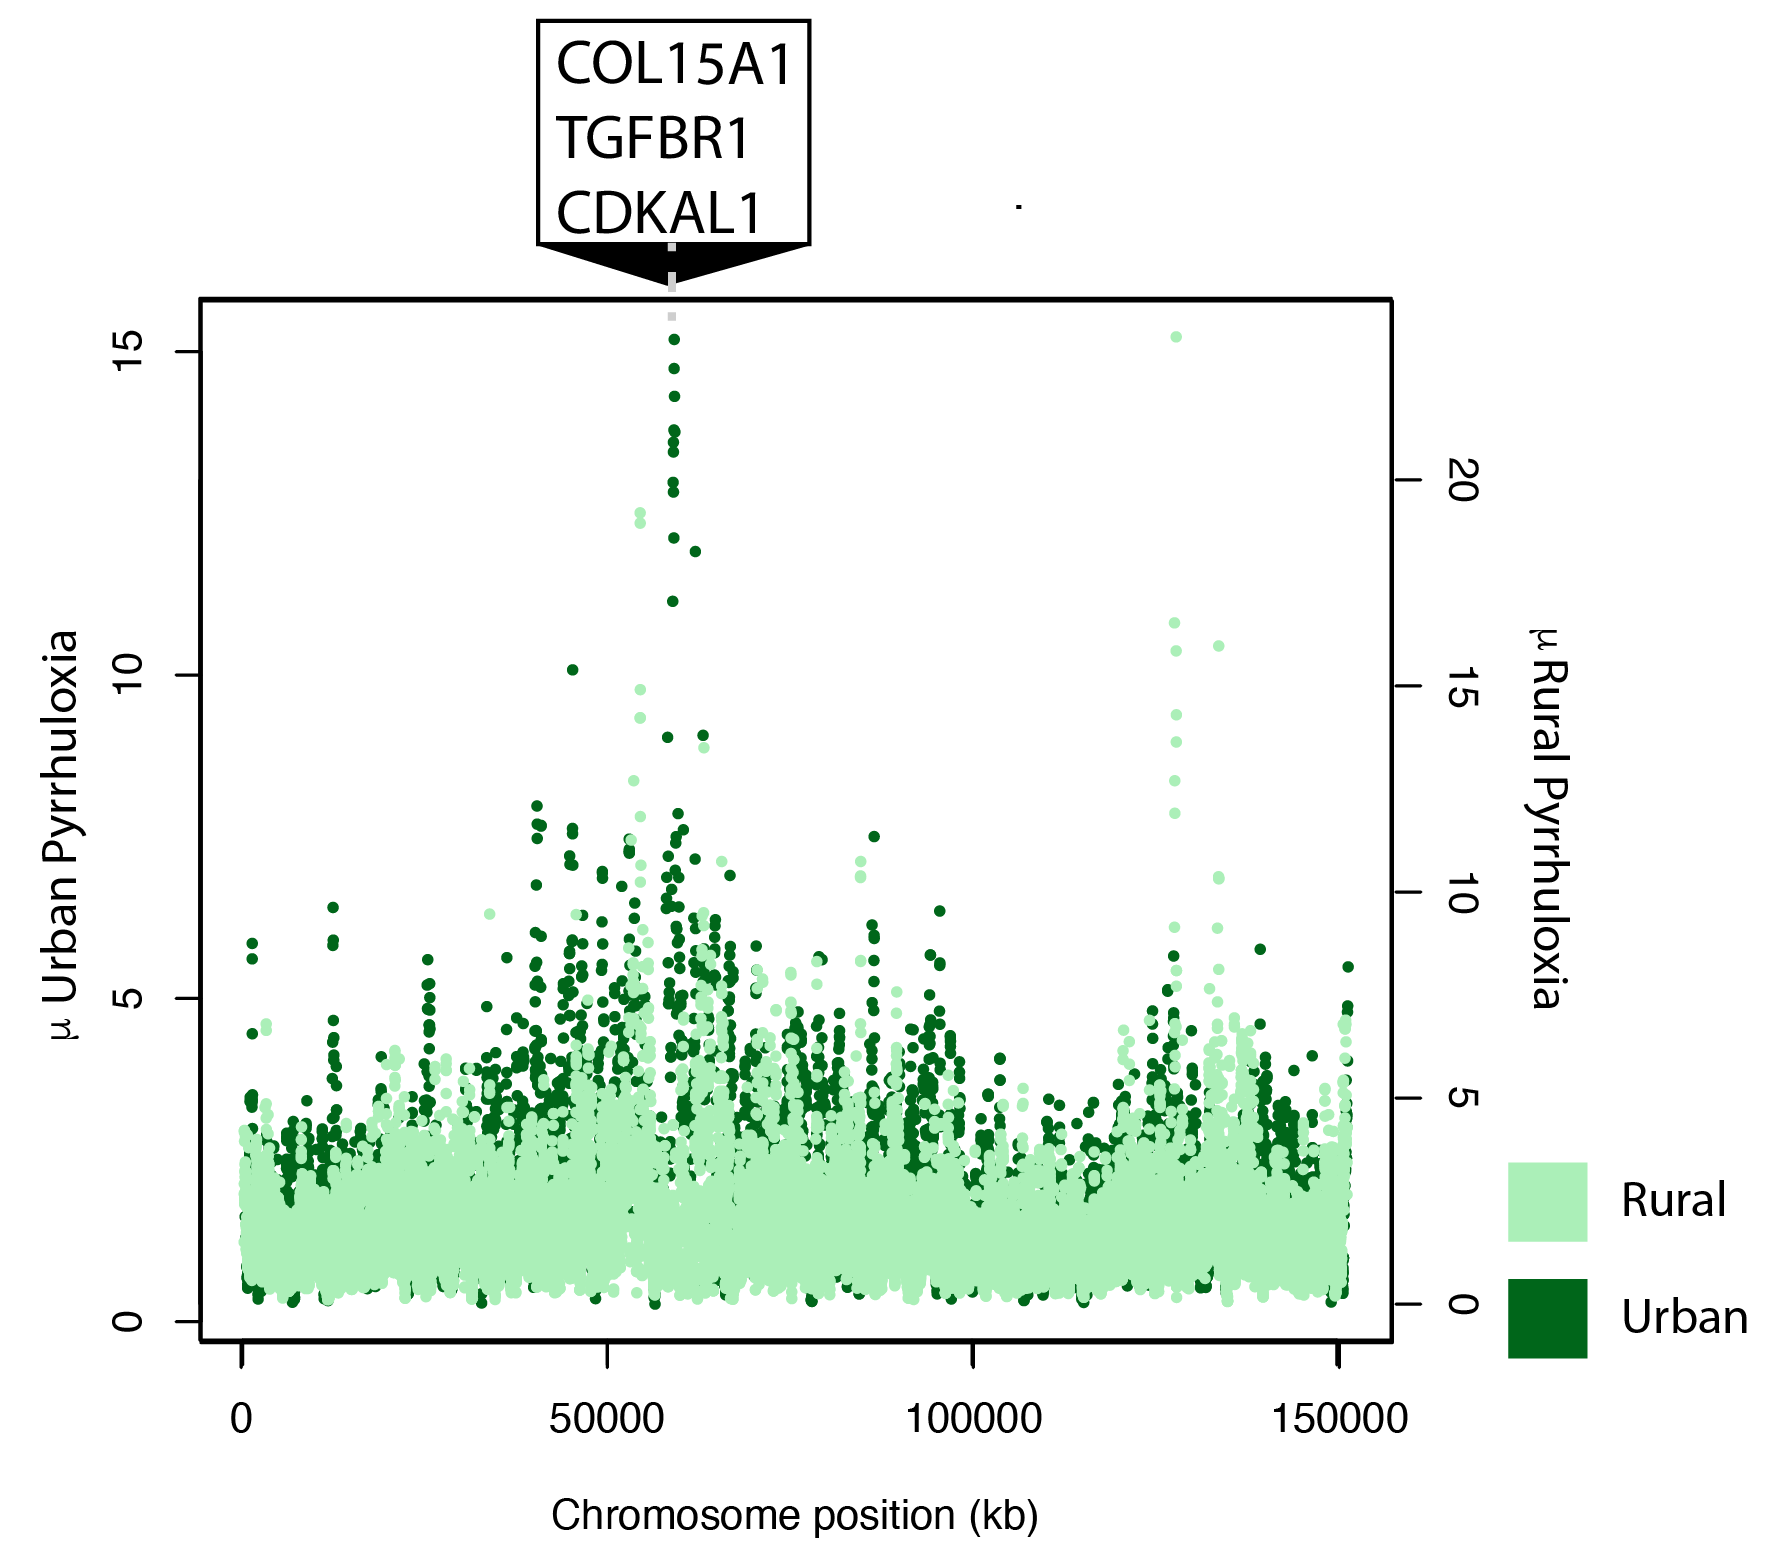 COL15A1
TGFBR1
CDKAL1
15
10
5
0
μ Urban Pyrrhuloxia
20
15
10
5
0
μ Rural Pyrrhuloxia
Rural
Urban
0 50000 100000 150000
Chromosome position (kb)